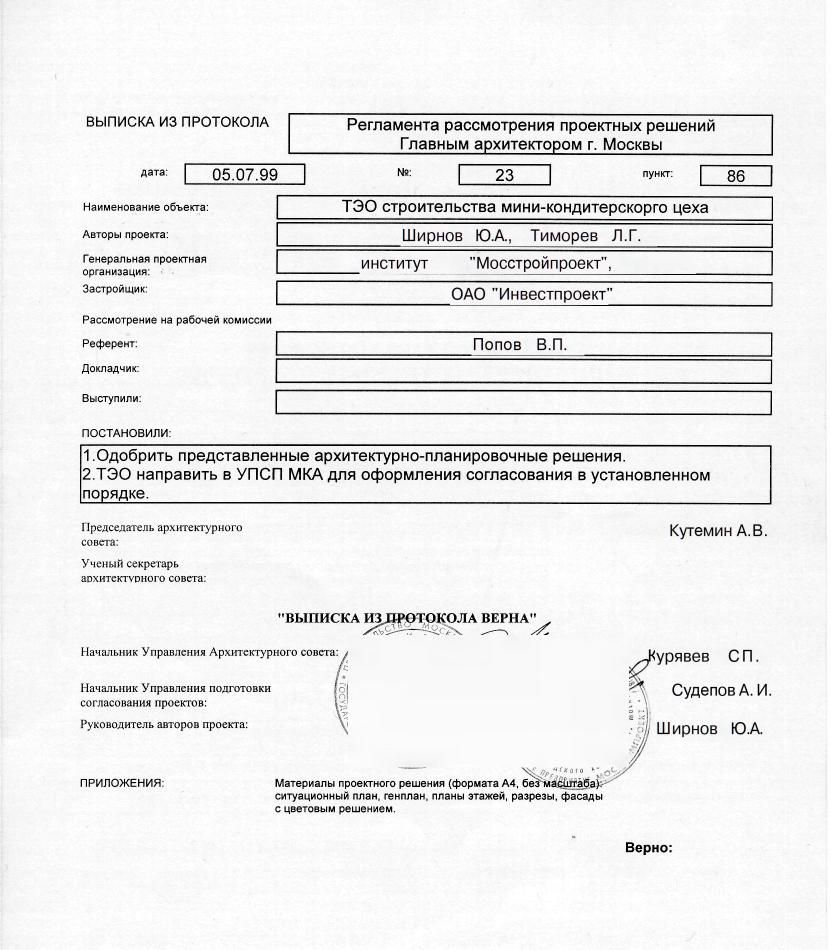 ВЫПИСКА ИЗ ПРОТОКОЛА
Регламента рассмотрения проектных решений
Главным архитектором г. Москвы
дата: 05.07.99 №: 23 пункт: 86
Наименование объекта: ТЭО строительства мини-кондитерскорго цеха
Авторы проекта: Ширнов Ю.А., Тиморев Л.Г.
Генеральная проектная
организация: институт "Мосстройпроект",
Застройщик: ОАО "Инвестпроект"
Рассмотрение на рабочей комиссии
Референт: Попов В.П.
Докладчик:
Выступили:
ПОСТАНОВИЛИ:
1.Одобрить представленные архитектурно-планировочные решения.
2.ТЭО направить в УПСП МКА для оформления согласования в установленном
порядке.
Председатель архитектурного
совета: Кутемин А.В.
Ученый секретарь
архитектурного совета:
"ВЫПИСКА ИЗ ПРОТОКОЛА ВЕРНА"
Начальник Управления Архитектурного совета: Курявев СП.
Начальник Управления подготовки
согласования проектов: Судепов А. И.
Руководитель авторов проекта: Ширнов Ю.А.
ПРИЛОЖЕНИЯ: Материалы проектного решения (формата А4, без масштаба):
ситуационный план, генплан, планы этажей, разрезы, фасады
с цветовым решением.
Верно: